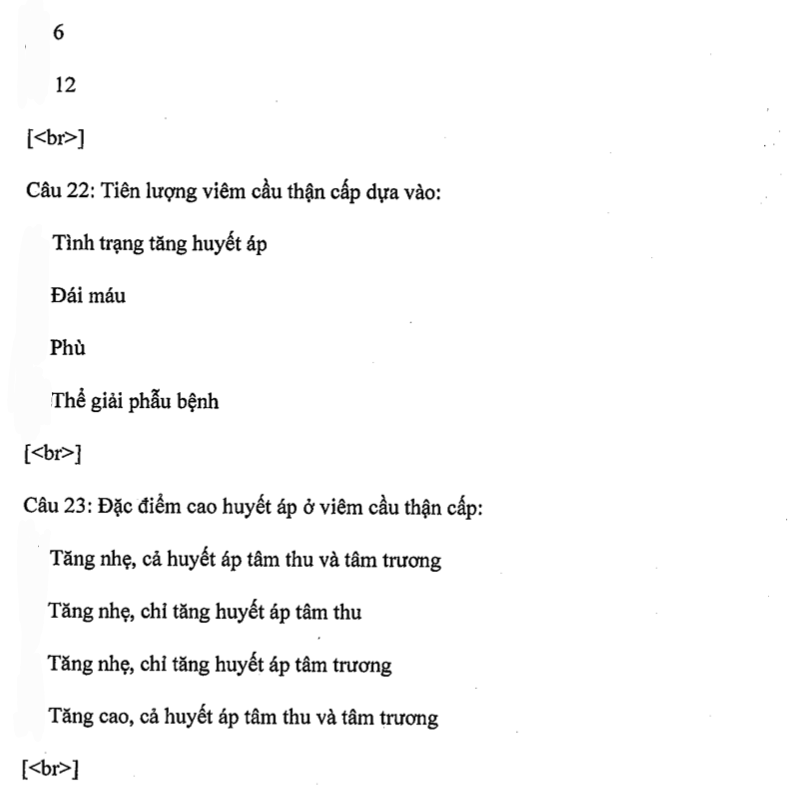 6
12
[<br>]
Câu 22: Tiên lượng viêm cầu thận cấp dựa vào:
Tình trạng tăng huyết áp
Đái máu
Phù
Thể giải phẫu bệnh
[<br>]
Câu 23: Đặc điểm cao huyết áp ở viêm cầu thận cấp:
Tăng nhẹ, cả huyết áp tâm thu và tâm trương
Tăng nhẹ, chỉ tăng huyết áp tâm thu
Tăng nhẹ, chỉ tăng huyết áp tâm trương
Tăng cao, cả huyết áp tâm thu và tâm trương
[<br>]